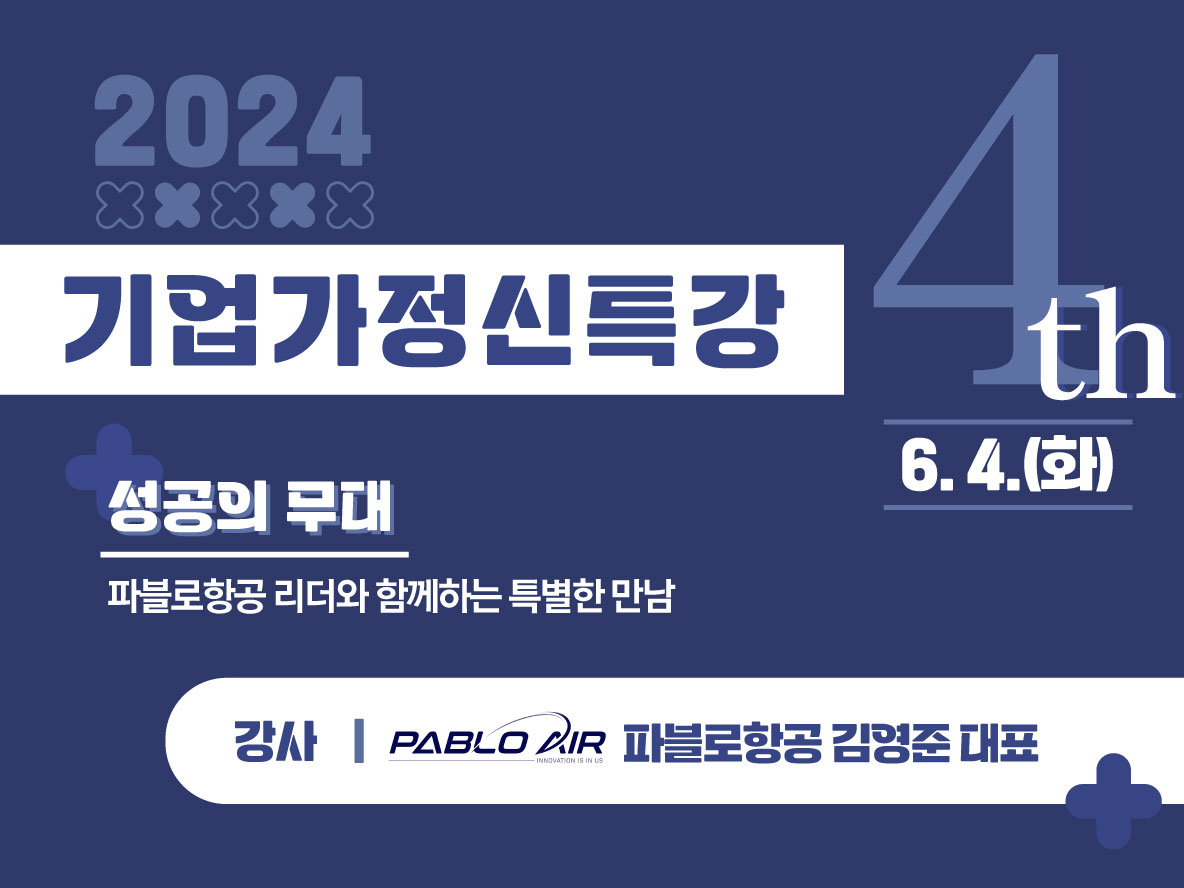 2024
기업가정신특강
4th
6. 4.(화)
성공의 무대
파블로항공 리더와 함께하는 특별한 만남
강사 | PABLO AIR 파블로항공 김영준 대표
INNOVATION IS IN US